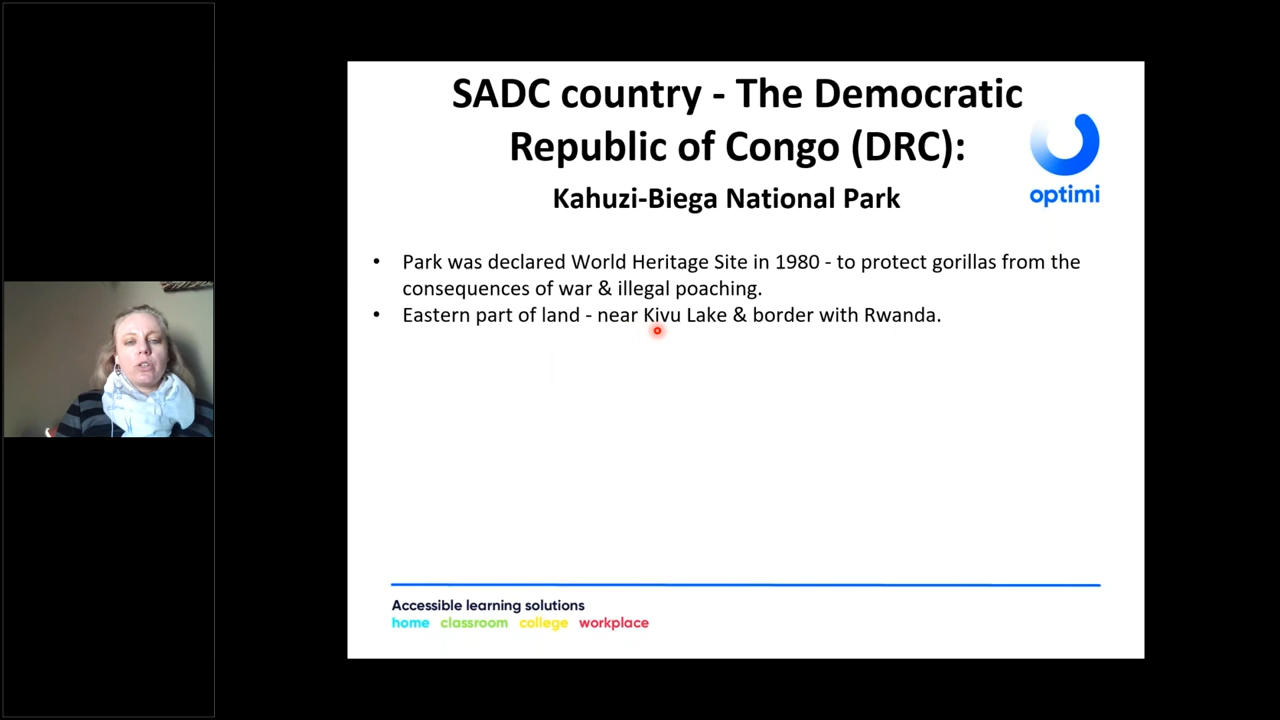 SADC country - The Democratic
Republic of Congo (DRC):
optimi
Kahuzi-Biega National Park
• Park was declared World Heritage Site in 1980 - to protect gorillas from the
consequences of war & illegal poaching.
• Eastern part of land - near Kivu Lake & border with Rwanda.
Accessible learning solutions
home classroom college workplace